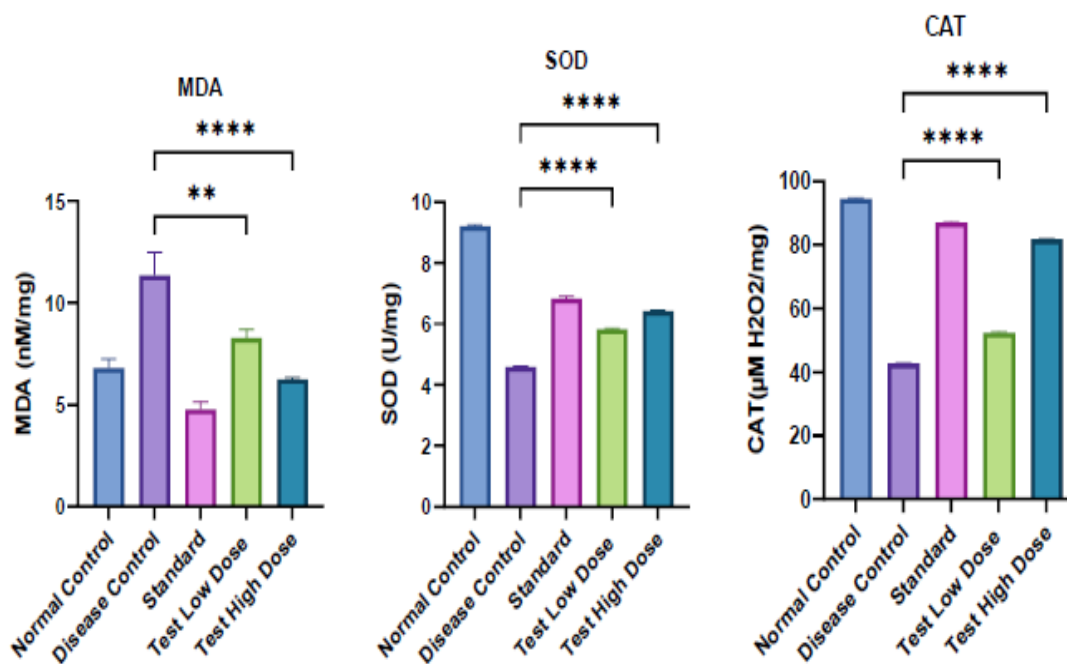 MDA
****
**
15
10
5
0
MDA (nM/mg)
Normal Control
Disease Control
Standard
Test Low Dose
Test High Dose
SOD
****
****
10
8
6
4
2
0
SOD (U/mg)
Normal Control
Disease Control
Standard
Test Low Dose
Test High Dose
CAT
****
****
100
80
60
40
20
0
CAT(µM H2O2/mg)
Normal Control
Disease Control
Standard
Test Low Dose
Test High Dose